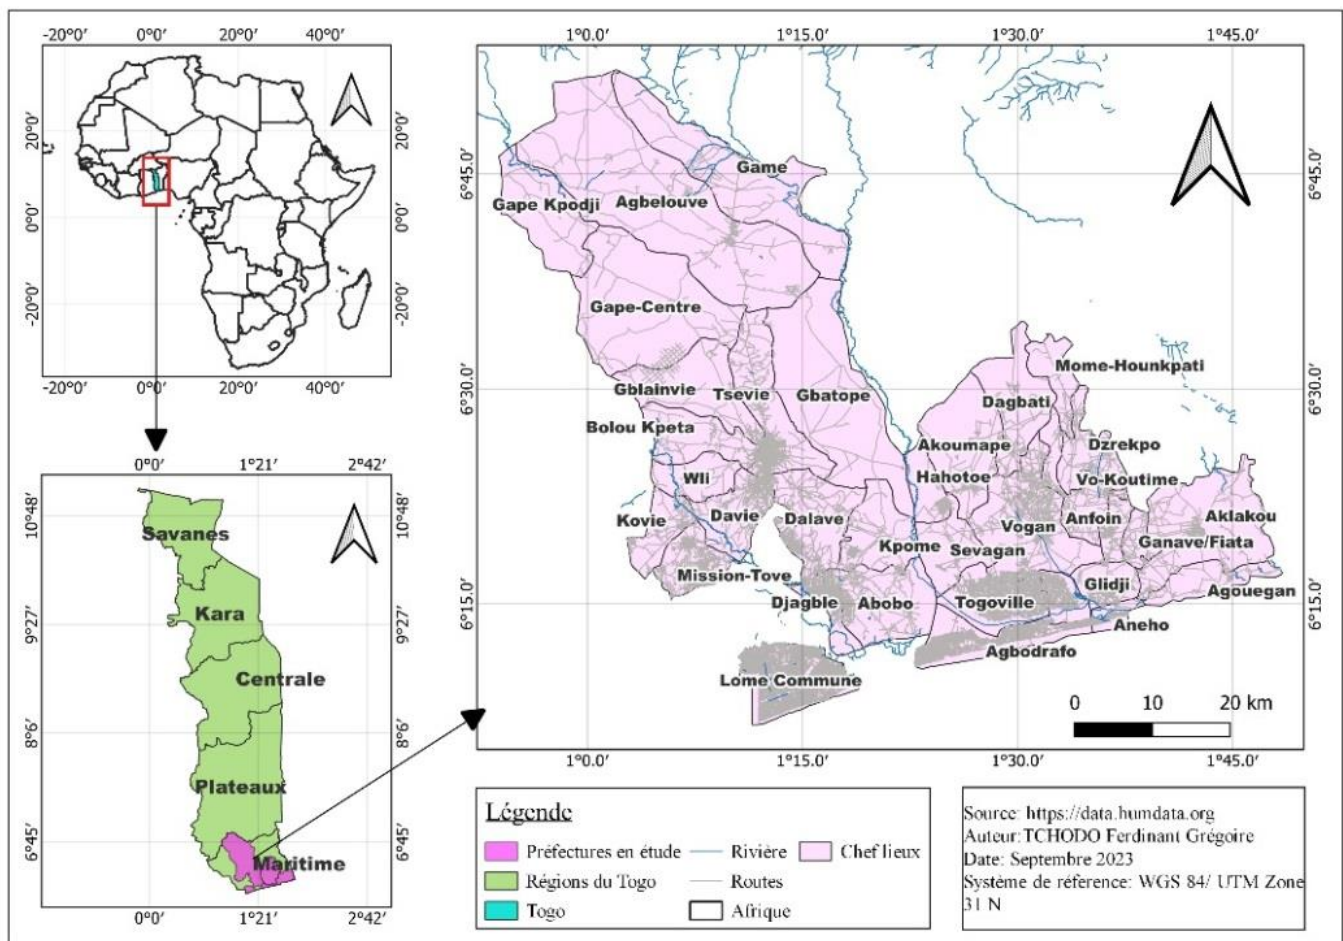 -20°0′ 0°0′ 20°0′ 40°0′
20°0′ 20°0′
0°0′ 0°0′
-20°0′ -20°0′
-20°0′ 0°0′ 20°0′ 40°0′
0°0′ 1°21′ 2°42′
10°48′ 10°48′
Savanes
Kara
9°27′ 9°27′
Centrale
8°6′ 8°6′
Plateaux
6°45′ 6°45′
Maritime
0°0′ 1°21′ 2°42′
1°0.0′ 1°15.0′ 1°30.0′ 1°45.0′
6°45.0′ 6°45.0′
Game
Gape Kpodji Agbelouve
Gape-Centre
Mome-Hounkpati
6°30.0′ 6°30.0′
Gblainvie Tsevie Gbatope Dagbati
Bolou Kpeta
Akoumape Dzrekpo
Wli Hahotoe Vo-Koutime
Kovie Davie Dalave Vogan Anfoin Aklakou
Kpome Sevagan Ganave/Fiata
Mission-Tove Glidji Agouegan
6°15.0′ 6°15.0′
Djagble Abobo Togoville
Aneho
Agbodrafo
Lome Commune
0 10 20 km
1°0.0′ 1°15.0′ 1°30.0′ 1°45.0′
Légende
Préfectures en étude Rivière Chef lieux
Régions du Togo Routes
Togo Afrique
Source: https://data.humdata.org
Auteur:TCHODO Ferdinant Grégoire
Date: Septembre 2023
Système de réference: WGS 84/ UTM Zone
31 N